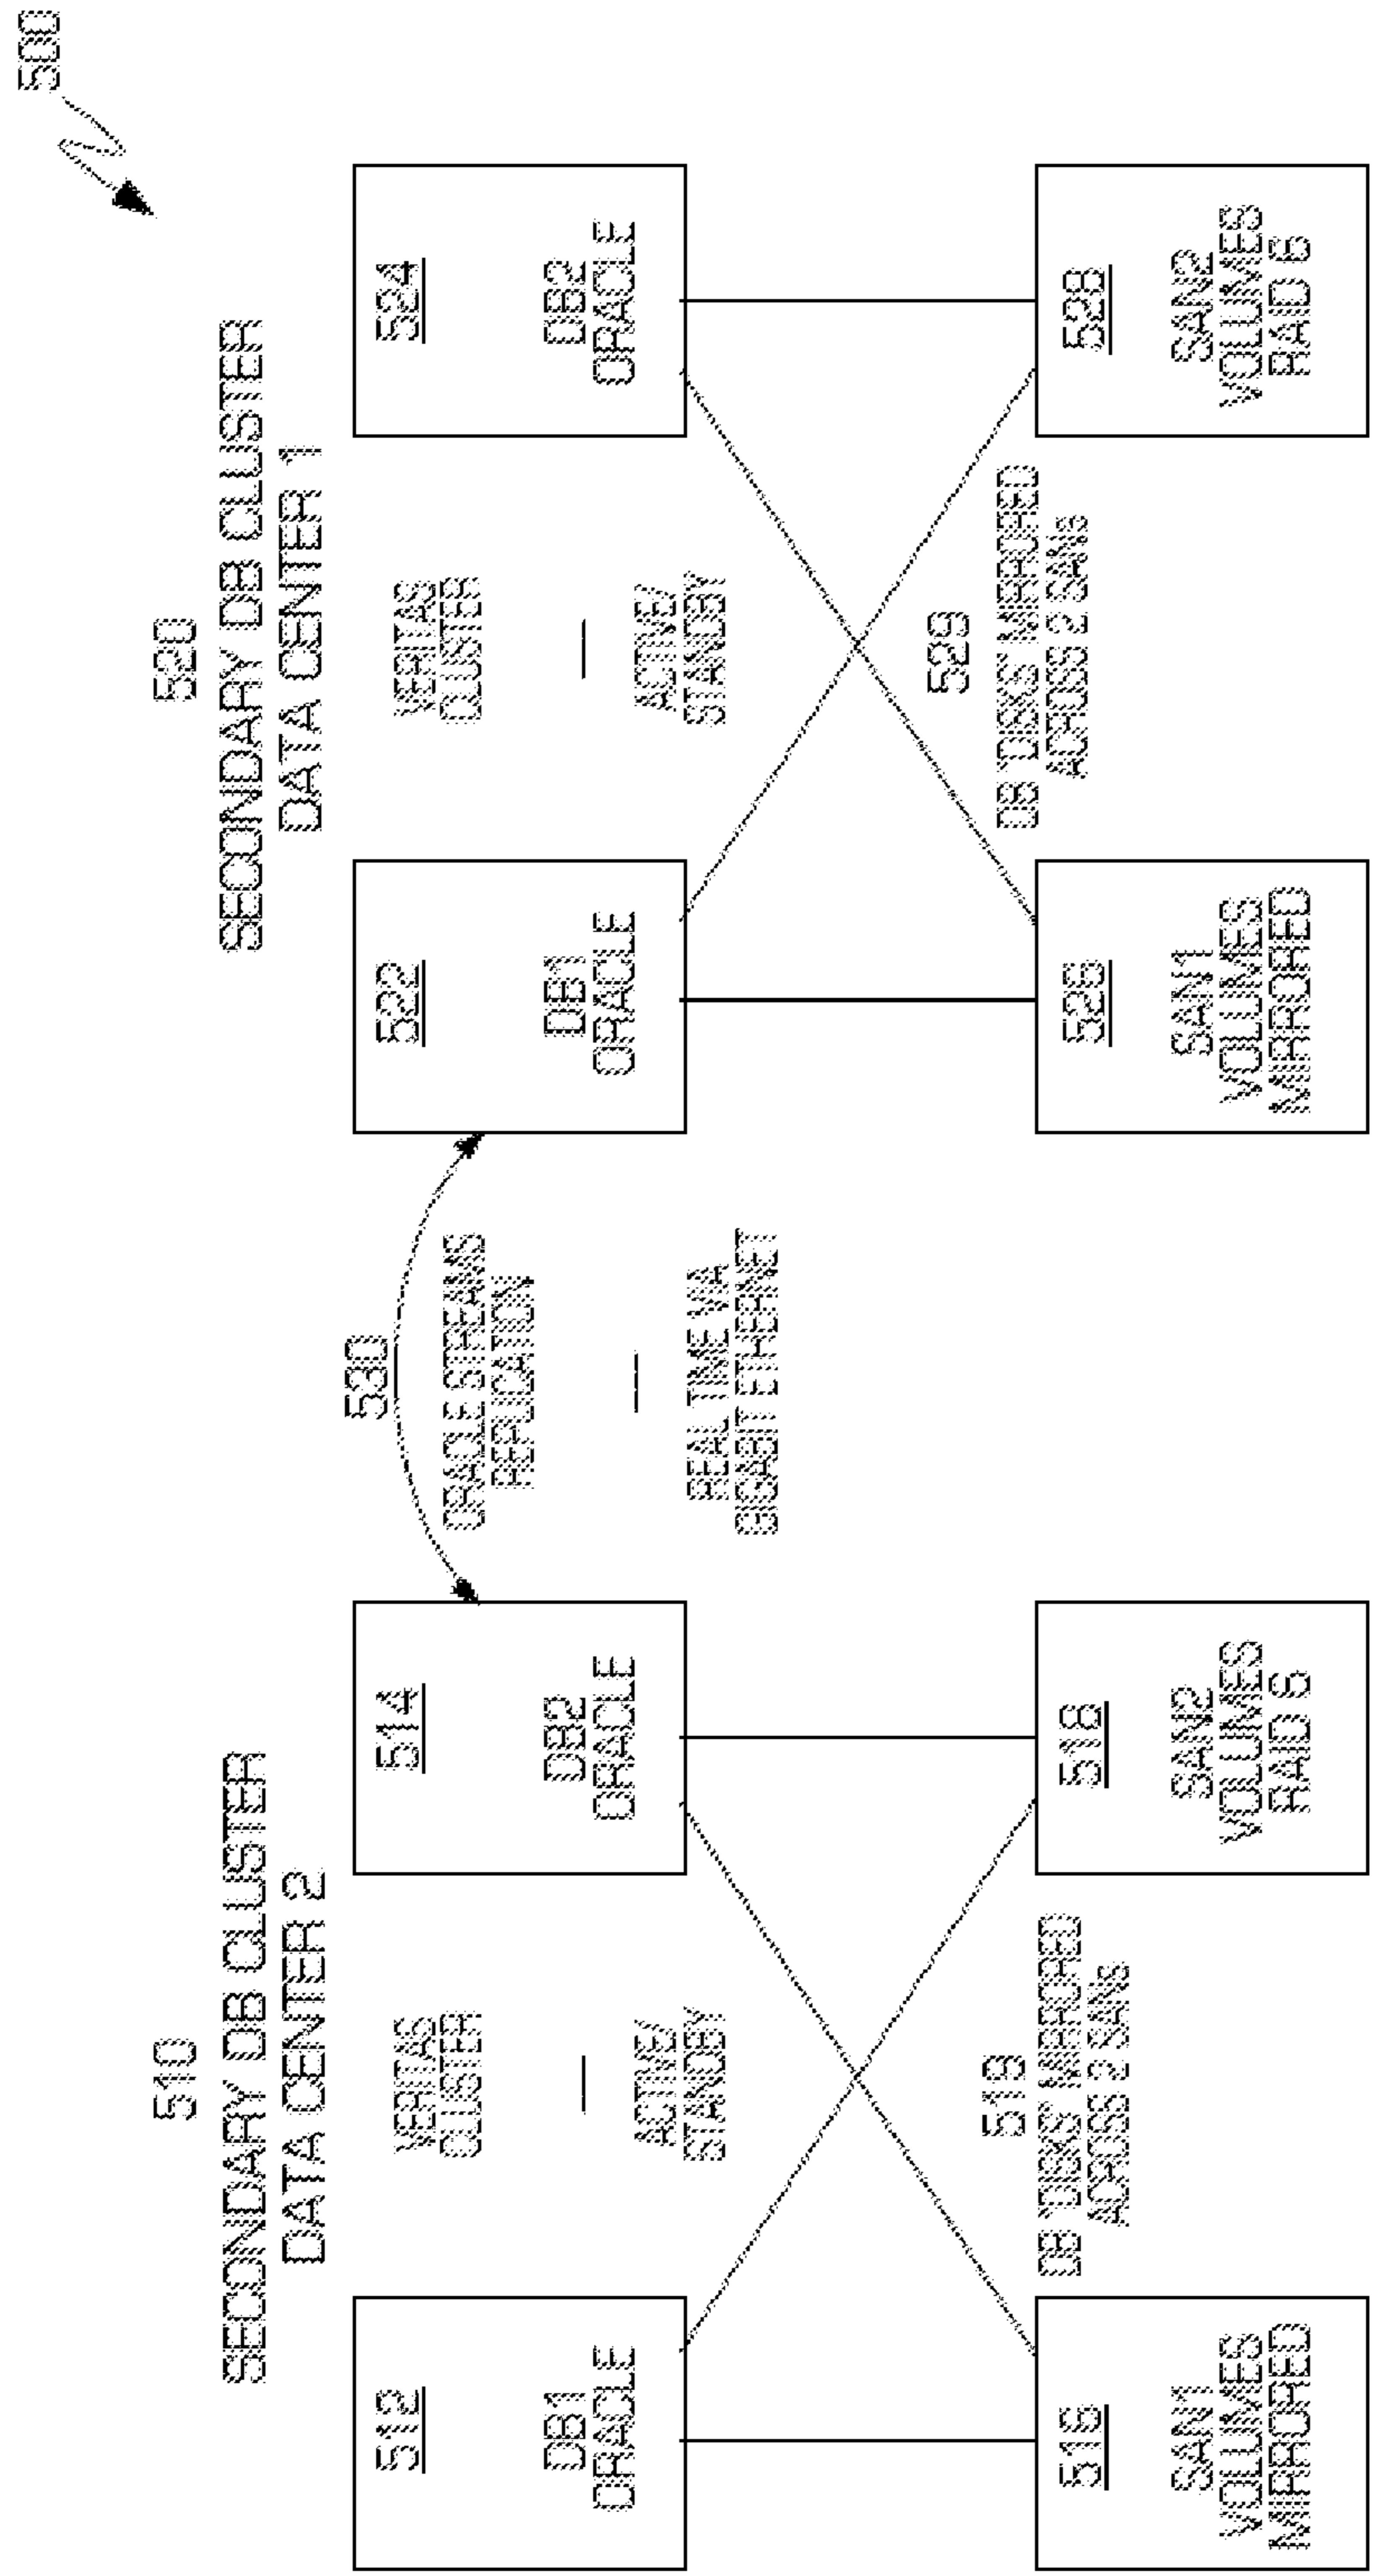 500
510
SECONDARY DB CLUSTER
DATA CENTER 2
520
SECONDARY DB CLUSTER
DATA CENTER 1
512
DB1
ORACLE
VERITAS
CLUSTER
—
ACTIVE/
STANDBY
514
DB2
ORACLE
530
ORACLE STREAMS
REPLICATION
—
REAL TIME VIA
GIGABIT ETHERNET
522
DB1
ORACLE
VERITAS
CLUSTER
—
ACTIVE/
STANDBY
524
DB2
ORACLE
516
SAN1
VOLUMES
MIRRORED
519
DB 'DISKS' MIRRORED
ACROSS 2 SANs
518
SAN2
VOLUMES
RAID 6
526
SAN1
VOLUMES
MIRRORED
529
DB 'DISKS' MIRRORED
ACROSS 2 SANs
528
SAN2
VOLUMES
RAID 6